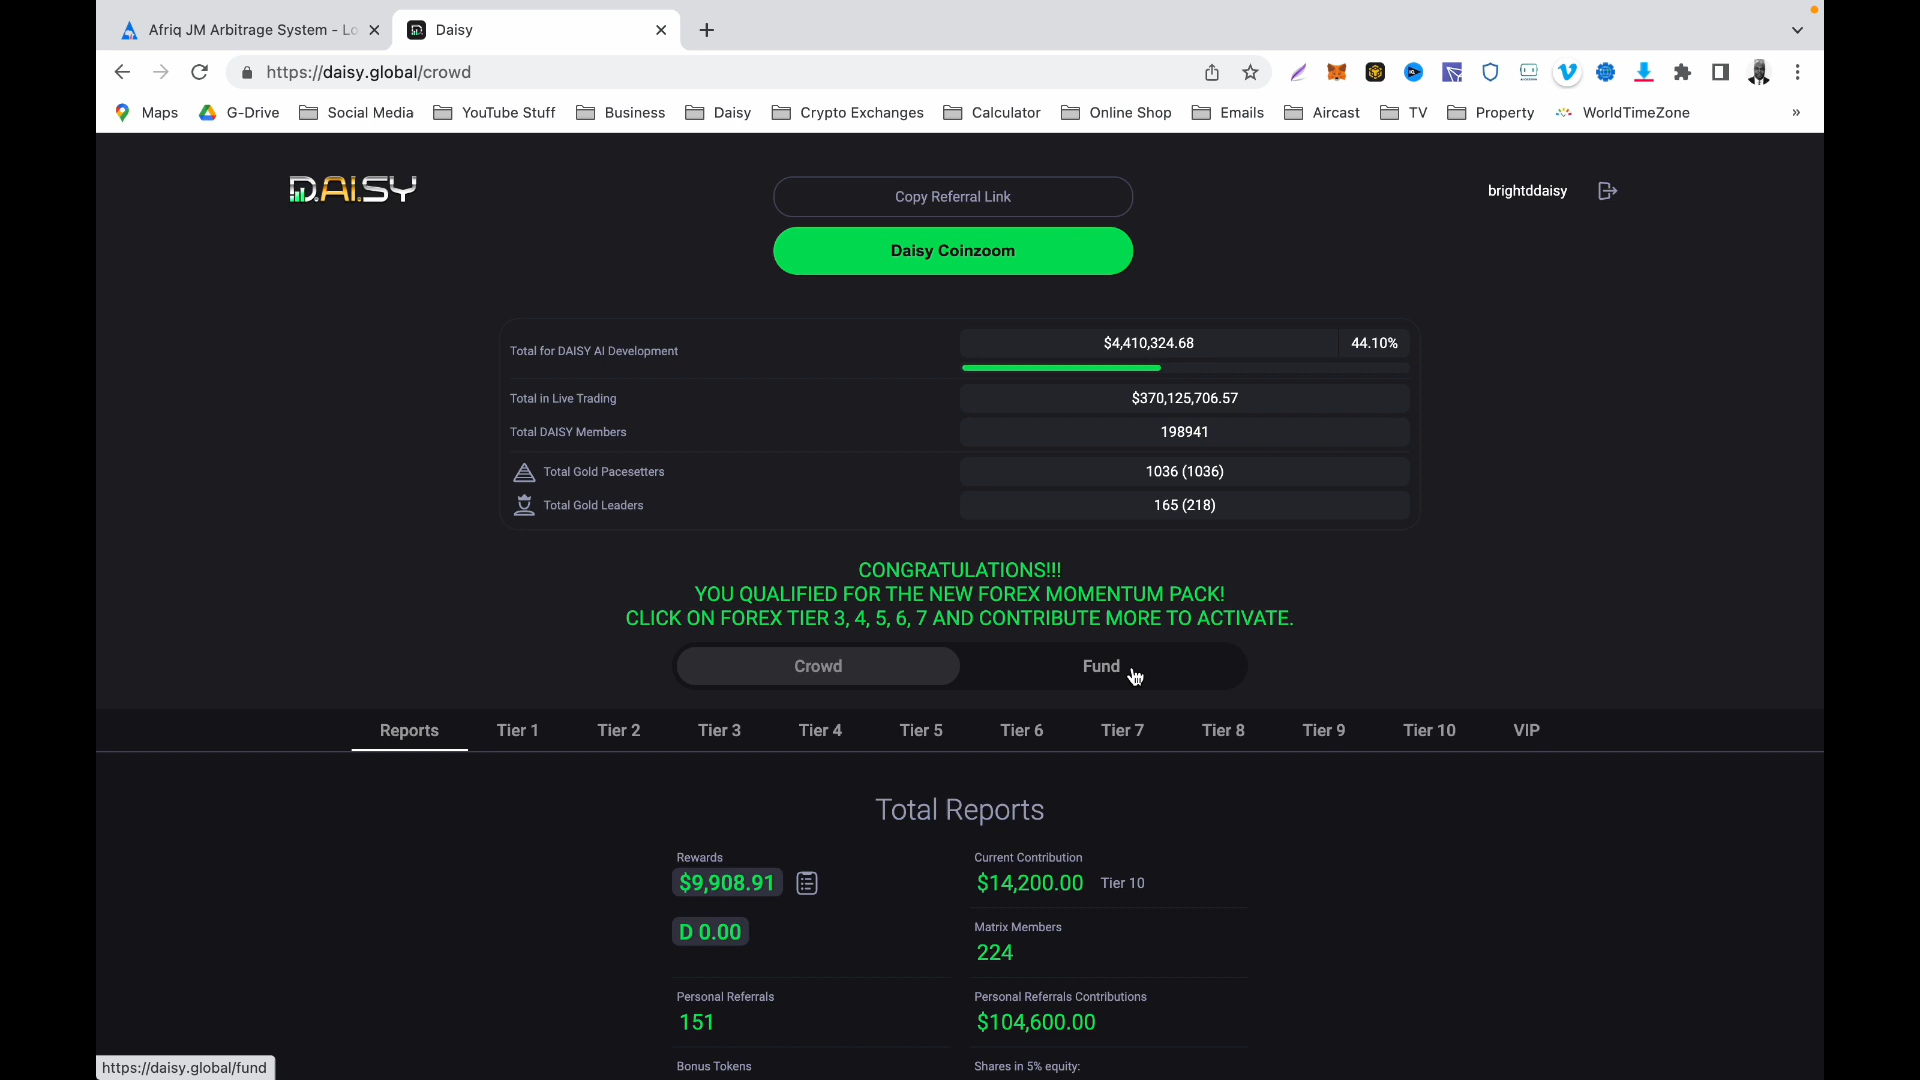 Afriq JM Arbitrage System - Lo
Daisy
https://daisy.global/crowd
Maps
G-Drive
Social Media
YouTube Stuff
Business
Daisy
Crypto Exchanges
Calculator
Online Shop
Emails
Aircast
TV
Property
WorldTimeZone
»
D.AI.SY
Copy Referral Link
brightddaisy
Daisy Coinzoom
Total for DAISY AI Development
$4,410,324.68
44.10%
Total in Live Trading
$370,125,706.57
Total DAISY Members
198941
Total Gold Pacesetters
1036 (1036)
Total Gold Leaders
165 (218)
CONGRATULATIONS!!!
YOU QUALIFIED FOR THE NEW FOREX MOMENTUM PACK!
CLICK ON FOREX TIER 3, 4, 5, 6, 7 AND CONTRIBUTE MORE TO ACTIVATE.
Crowd
Fund
Reports
Tier 1
Tier 2
Tier 3
Tier 4
Tier 5
Tier 6
Tier 7
Tier 8
Tier 9
Tier 10
VIP
Total Reports
Rewards
$9,908.91
D 0.00
Current Contribution
$14,200.00 Tier 10
Matrix Members
224
Personal Referrals
151
Personal Referrals Contributions
$104,600.00
Bonus Tokens
Shares in 5% equity:
https://daisy.global/fund